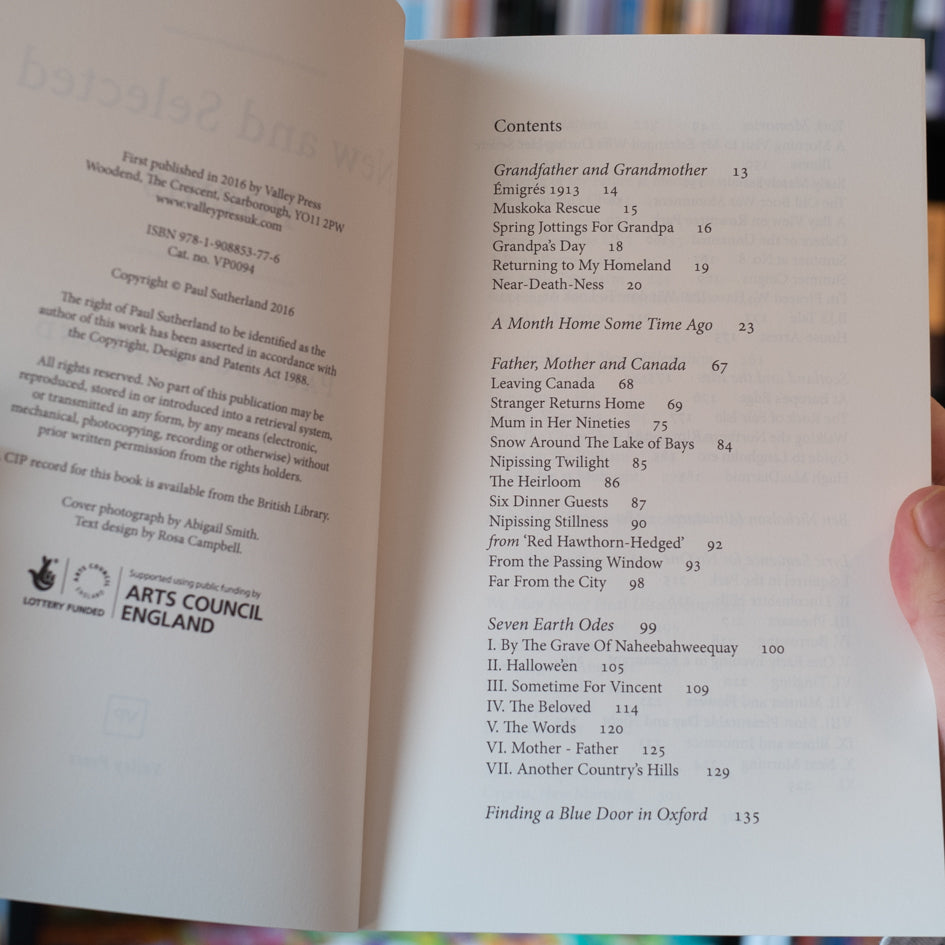 First published in 2016 by Valley Press
Woodend, The Crescent, Scarborough, YO11 2PW
www.valleypressuk.com
ISBN 978-1-908853-77-6
Cat. no. VP0094
Copyright © Paul Sutherland 2016
The right of Paul Sutherland to be identified as the
author of this work has been asserted in accordance with
the Copyright, Designs and Patents Act 1988.
All rights reserved. No part of this publication may be
reproduced, stored in or introduced into a retrieval system,
or transmitted in any form, by any means (electronic,
mechanical, photocopying, recording or otherwise) without
prior written permission from the rights holders.
CIP record for this book is available from the British Library.
Cover photograph by Abigail Smith.
Text design by Rosa Campbell.
LOTTERY FUNDED
ARTS COUNCIL ENGLAND
Supported using public funding by
ARTS COUNCIL
ENGLAND
Contents
Grandfather and Grandmother 13
Émigrés 1913 14
Muskoka Rescue 15
Spring Jottings For Grandpa 16
Grandpa's Day 18
Returning to My Homeland 19
Near-Death-Ness 20
A Month Home Some Time Ago 23
Father, Mother and Canada 67
Leaving Canada 68
Stranger Returns Home 69
Mum in Her Nineties 75
Snow Around The Lake of Bays 84
Nipissing Twilight 85
The Heirloom 86
Six Dinner Guests 87
Nipissing Stillness 90
from 'Red Hawthorn-Hedged' 92
From the Passing Window 93
Far From the City 98
Seven Earth Odes 99
I. By The Grave Of Naheebahweequay 100
II. Hallowe'en 105
III. Sometime For Vincent 109
IV. The Beloved 114
V. The Words 120
VI. Mother - Father 125
VII. Another Country's Hills 129
Finding a Blue Door in Oxford 135